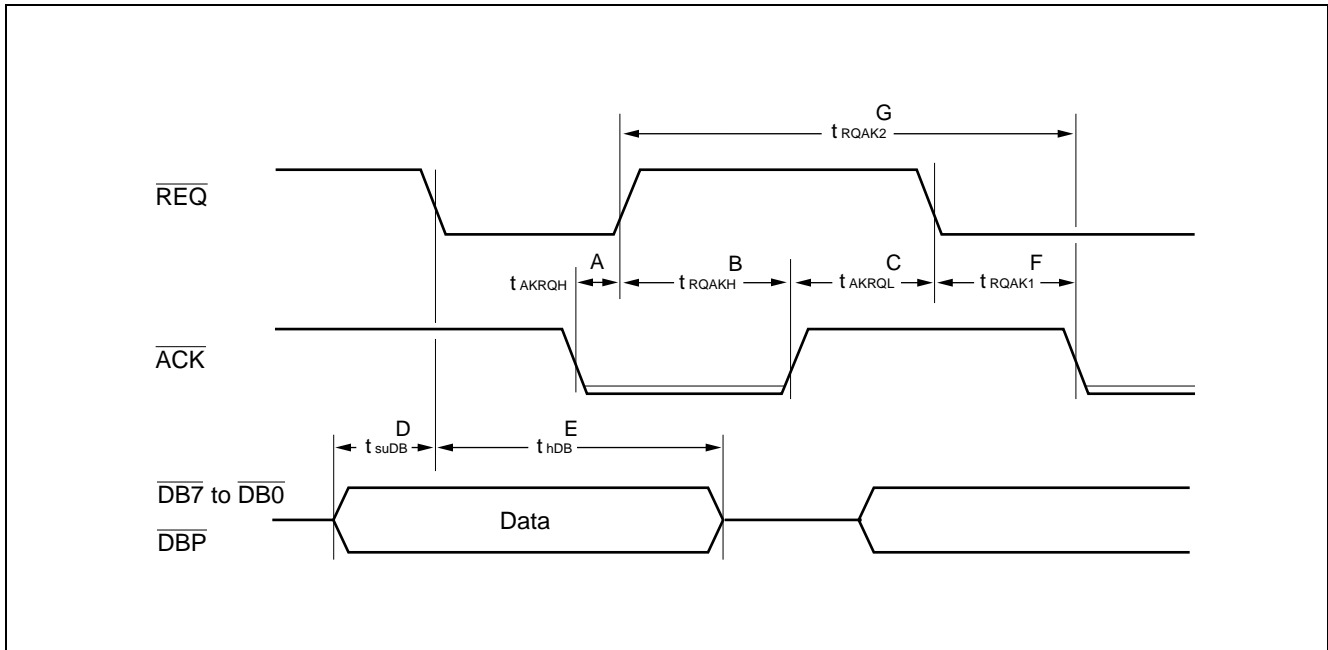 G
t RQAK2
REQ
A
B
C
F
t AKRQH
t RQAKH
t AKRQL
t RQAK1
ACK
D
E
t suDB
t hDB
DB7 to DB0
Data
DBP